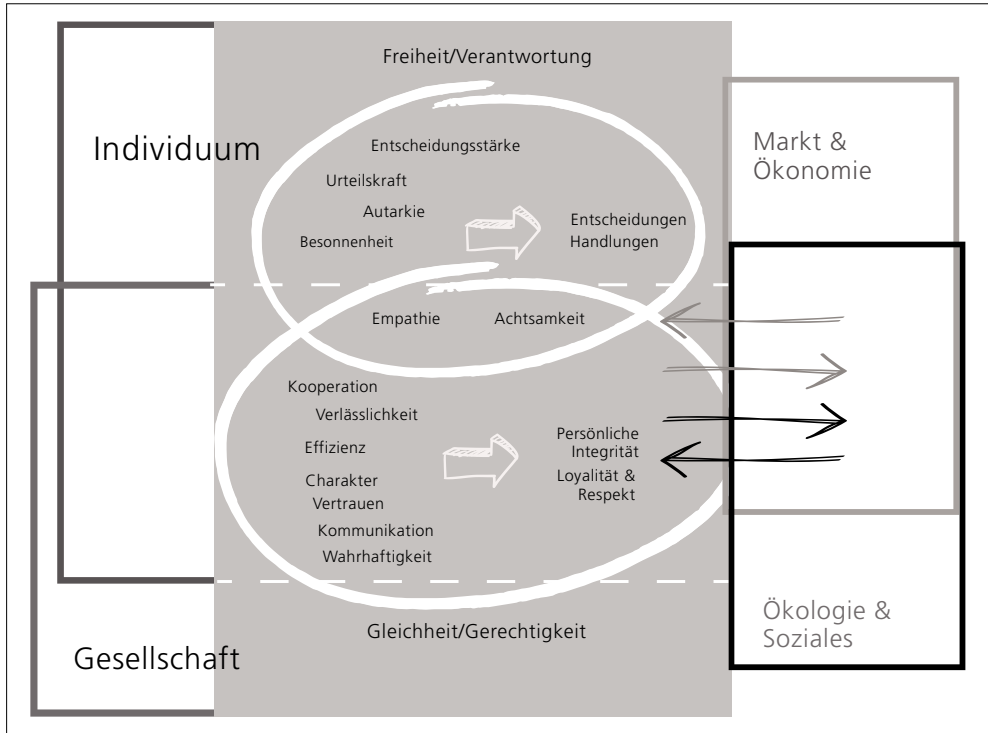 Freiheit/Verantwortung
Individuum
Entscheidungsstärke
Urteilskraft
Autarkie
Besonnenheit
Entscheidungen
Handlungen
Markt &
Ökonomie
Empathie
Achtsamkeit
Kooperation
Verlässlichkeit
Effizienz
Charakter
Vertrauen
Kommunikation
Wahrhaftigkeit
Persönliche
Integrität
Loyalität &
Respekt
Gleichheit/Gerechtigkeit
Gesellschaft
Ökologie &
Soziales